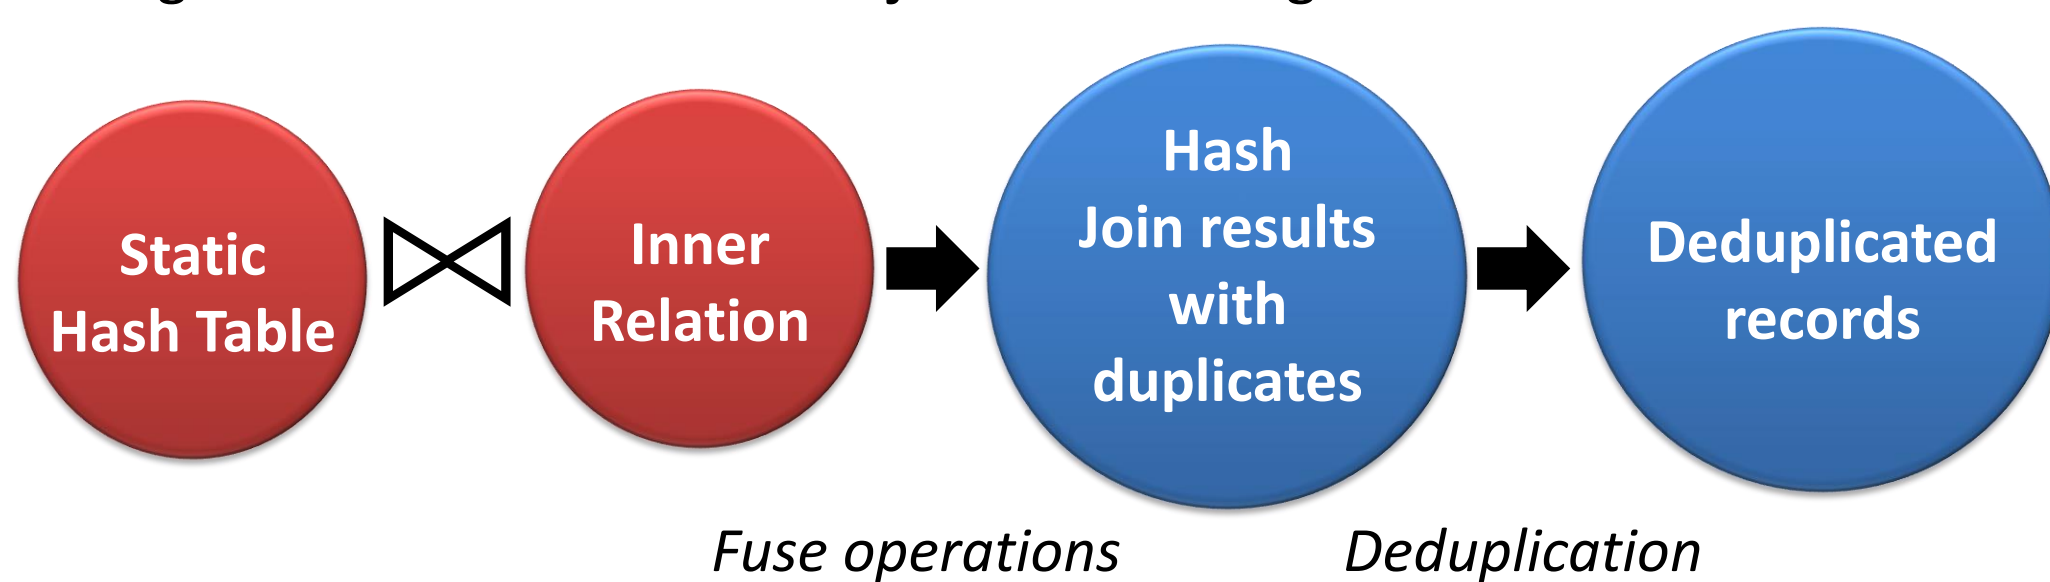 Static
Hash Table
Inner
Relation
Hash
Join results
with
duplicates
Deduplicated
records
Fuse operations
Deduplication